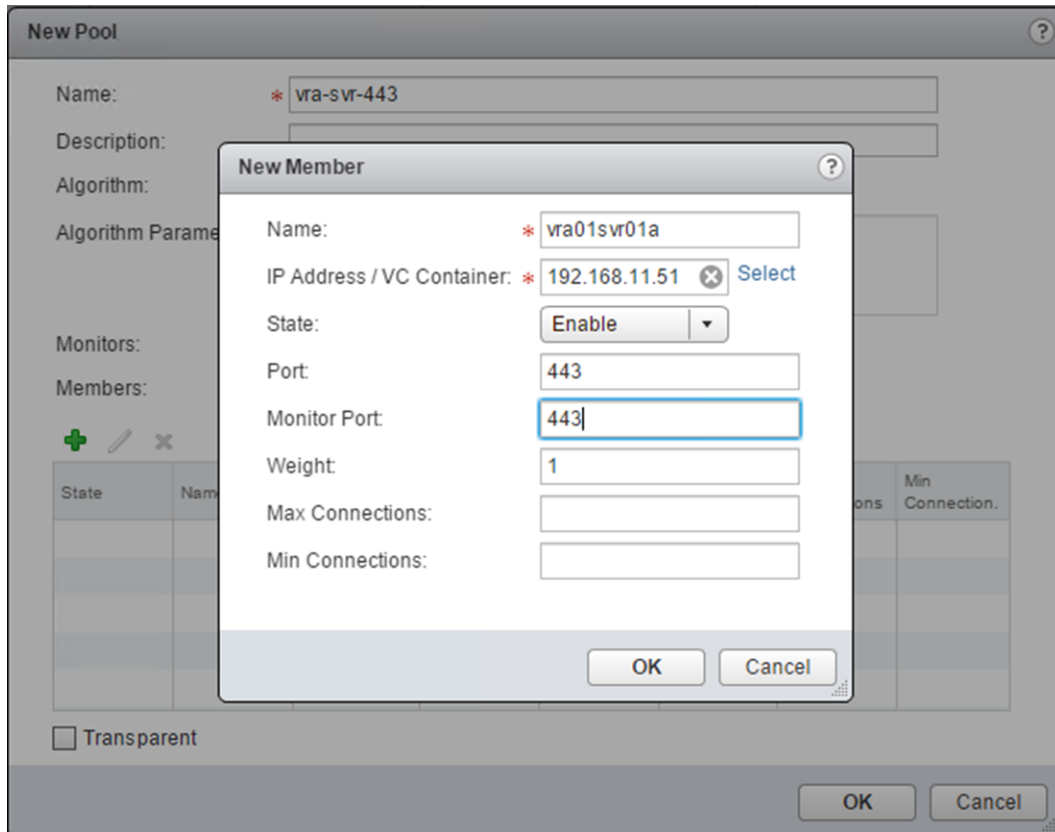 New Pool ?
Name: * vra-svr-443
Description:
Algorithm:
Algorithm Parame
Monitors:
Members:
State Nam ons Min
Connection.
Transparent
OK Cancel
New Member ?
Name: * vra01svr01a
IP Address / VC Container: * 192.168.11.51 Select
State: Enable
Port: 443
Monitor Port: 443
Weight: 1
Max Connections:
Min Connections:
OK Cancel